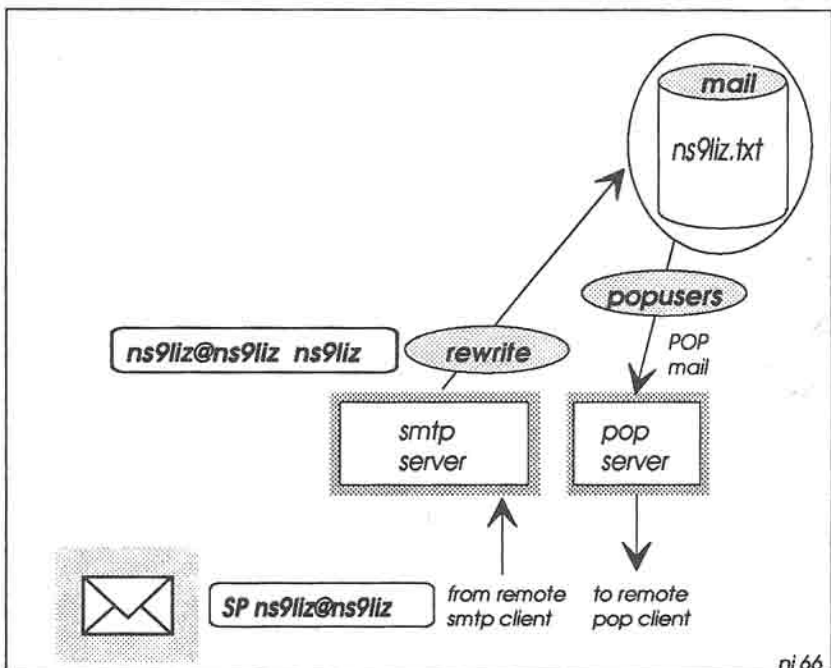 mail
ns9liz.txt
popusers
POP
mail
ns9liz@ns9liz ns9liz
rewrite
smtp
server
pop
server
SP ns9liz@ns9liz
from remote
smtp client
to remote
pop client
ni 66